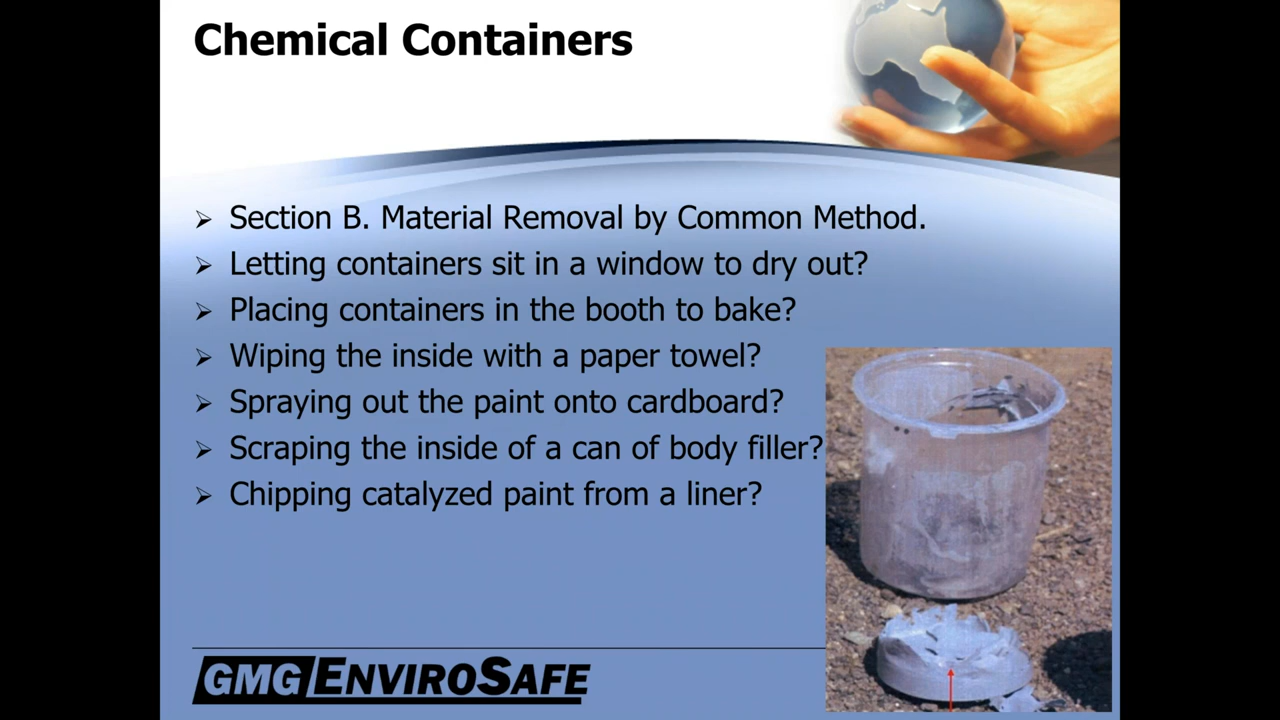 Chemical Containers
Section B. Material Removal by Common Method.
Letting containers sit in a window to dry out?
Placing containers in the booth to bake?
Wiping the inside with a paper towel?
Spraying out the paint onto cardboard?
Scraping the inside of a can of body filler?
Chipping catalyzed paint from a liner?
GMG ENVIROSAFE